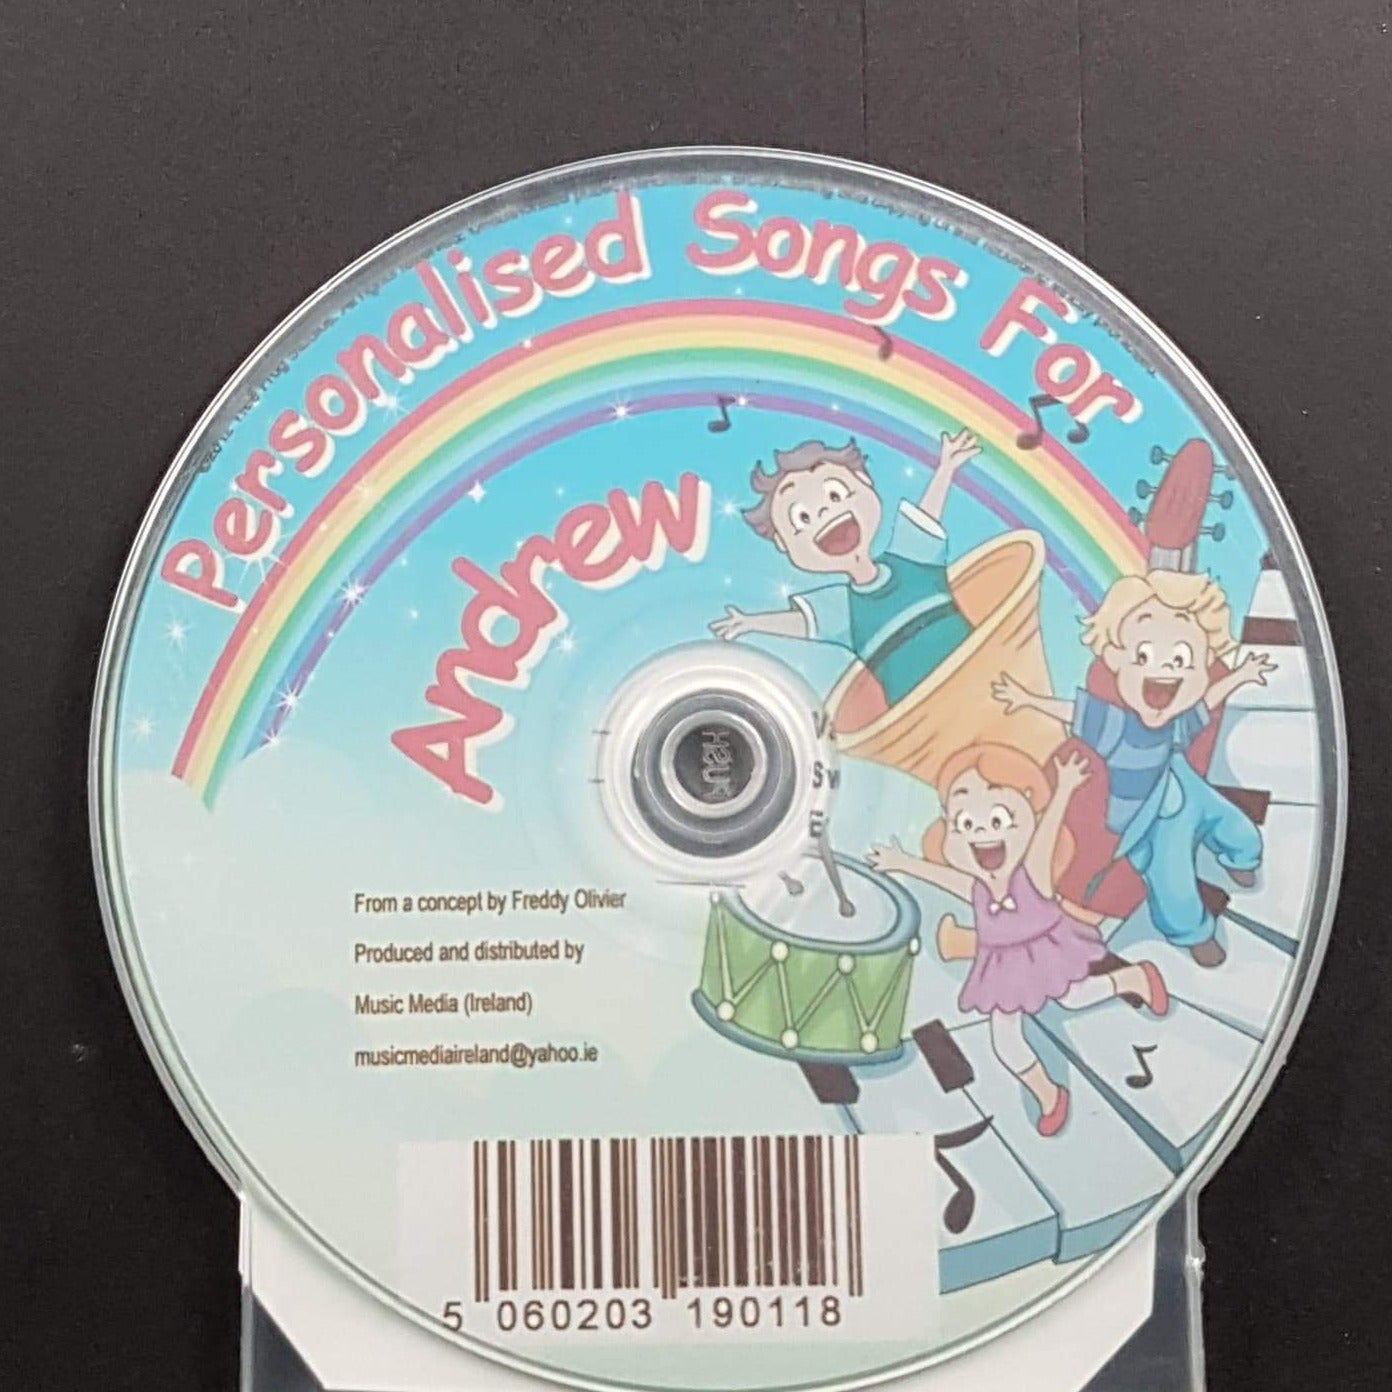 Personalised Songs For
Andrew
From a concept by Freddy Olivier
Produced and distributed by
Music Media (Ireland)
musicmediaireland@yahoo.ie
5 060203 190118